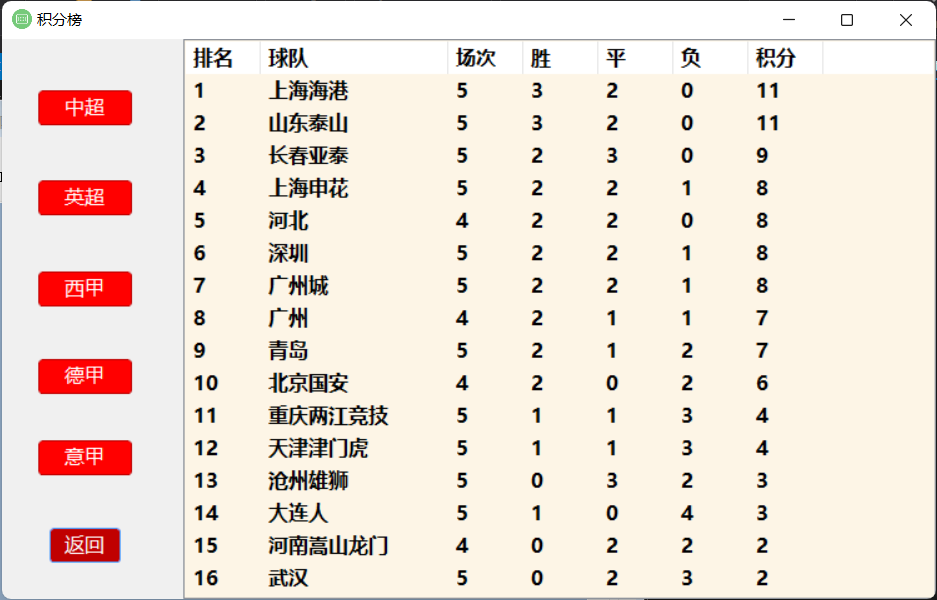 积分榜
中超
英超
西甲
德甲
意甲
返回
排名 球队 场次 胜 平 负 积分
1 上海海港 5 3 2 0 11
2 山东泰山 5 3 2 0 11
3 长春亚泰 5 2 3 0 9
4 上海申花 5 2 2 1 8
5 河北 4 2 2 0 8
6 深圳 5 2 2 1 8
7 广州城 5 2 2 1 8
8 广州 4 2 1 1 7
9 青岛 5 2 1 2 7
10 北京国安 4 2 0 2 6
11 重庆两江竞技 5 1 1 3 4
12 天津津门虎 5 1 1 3 4
13 沧州雄狮 5 0 3 2 3
14 大连人 5 1 0 4 3
15 河南嵩山龙门 4 0 2 2 2
16 武汉 5 0 2 3 2